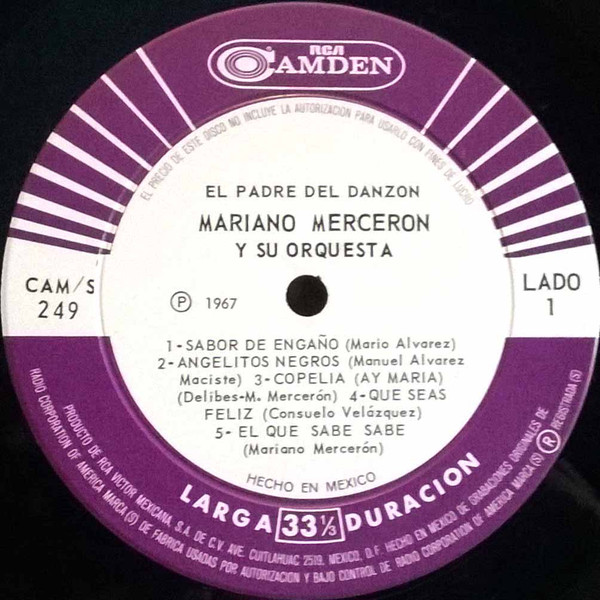 RCA
CAMDEN
EL PRECIO DE ESTE DISCO NO INCLUYE LA AUTORIZACION PARA USARLO CON FINES DE LUCRO
EL PADRE DEL DANZON
MARIANO MERCERON
Y SU ORQUESTA
CAM/S
249
LADO
1
Ⓟ 1967
1-SABOR DE ENGAÑO (Mario Alvarez)
2-ANGELITOS NEGROS (Manuel Alvarez
Maciste) 3-COPELIA (AY MARIA)
(Delibes-M. Mercerón) 4-QUE SEAS
FELIZ (Consuelo Velázquez)
5- EL QUE SABE SABE
(Mariano Mercerón)
HECHO EN MEXICO
LARGA 33⅓ DURACION
PRODUCTO DE RCA VICTOR MEXICANA, S.A. DE C.V. AVE. CUITLAHUAC 2519, MEXICO, D.F. HECHO EN MEXICO DE GRABACIONES ORIGINALES DE
RADIO CORPORATION OF AMERICA MARCA (S) DE FABRICA USADAS POR AUTORIZACION Y BAJO CONTROL DE RADIO CORPORATION OF AMERICA MARCA (S) ® REGISTRADA (S)